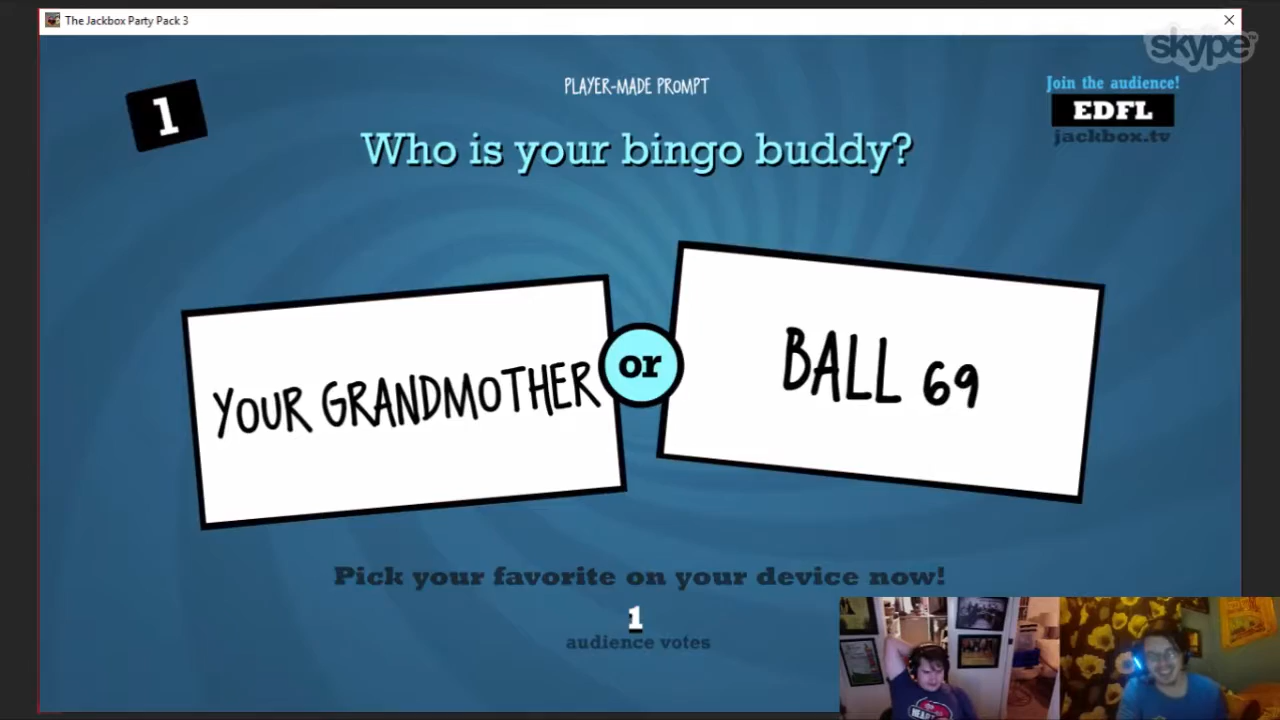 The Jackbox Party Pack 3
skype
PLAYER-MADE PROMPT
Join the audience!
1
EDFL
jackbox.tv
Who is your bingo buddy?
YOUR GRANDMOTHER
or
BALL 69
Pick your favorite on your device now!
1
audience votes